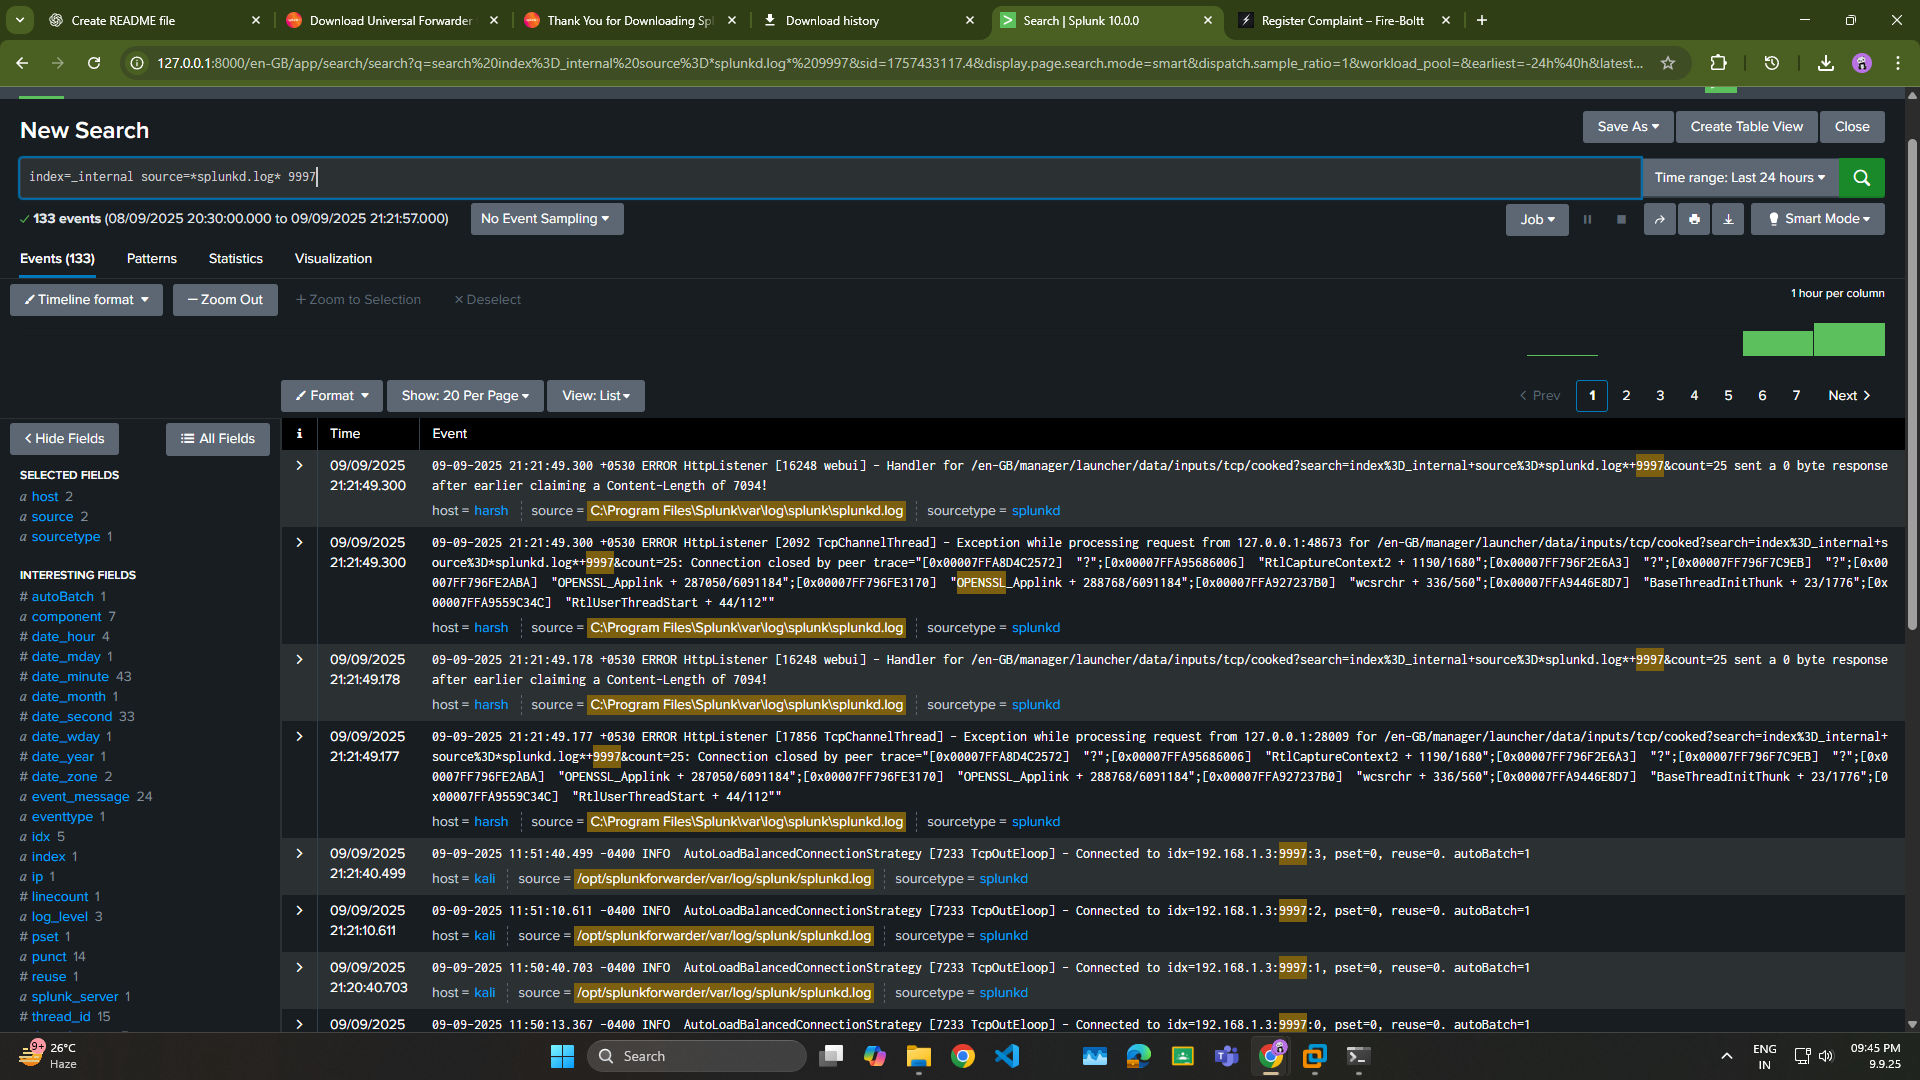 Create README file
Download Universal Forwarder
Thank You for Downloading Spl
Download history
Search | Splunk 10.0.0
Register Complaint – Fire-Boltt
127.0.0.1:8000/en-GB/app/search/search?q=search%20index%3D_internal%20source%3D*splunkd.log*%209997&sid=1757433117.4&display.page.search.mode=smart&dispatch.sample_ratio=1&workload_pool=&earliest=-24h%40h&latest...
New Search
Save As
Create Table View
Close
index=_internal source=*splunkd.log* 9997
Time range: Last 24 hours
133 events (08/09/2025 20:30:00.000 to 09/09/2025 21:21:57.000)
No Event Sampling
Job
Smart Mode
Events (133)
Patterns
Statistics
Visualization
Timeline format
— Zoom Out
+ Zoom to Selection
× Deselect
1 hour per column
Format
Show: 20 Per Page
View: List
< Prev
1 2 3 4 5 6 7
Next >
< Hide Fields
All Fields
i Time Event
SELECTED FIELDS
a host 2
a source 2
a sourcetype 1
INTERESTING FIELDS
# autoBatch 1
a component 7
# date_hour 4
# date_mday 1
# date_minute 43
a date_month 1
# date_second 33
a date_wday 1
# date_year 1
# date_zone 2
a event_message 24
a eventtype 1
a idx 5
a index 1
a ip 1
# linecount 1
a log_level 3
# pset 1
a punct 14
# reuse 1
a splunk_server 1
# thread_id 15
09/09/2025
21:21:49.300
09-09-2025 21:21:49.300 +0530 ERROR HttpListener [16248 webui] - Handler for /en-GB/manager/launcher/data/inputs/tcp/cooked?search=index%3D_internal+source%3D*splunkd.log*+9997&count=25 sent a 0 byte response
after earlier claiming a Content-Length of 7094!
host = harsh source = C:\Program Files\Splunk\var\log\splunk\splunkd.log sourcetype = splunkd
09/09/2025
21:21:49.300
09-09-2025 21:21:49.300 +0530 ERROR HttpListener [2092 TcpChannelThread] - Exception while processing request from 127.0.0.1:48673 for /en-GB/manager/launcher/data/inputs/tcp/cooked?search=index%3D_internal+s
ource%3D*splunkd.log*+9997&count=25: Connection closed by peer trace="[0x00007FFA8D4C2572] "?";[0x00007FFA95686006] "RtlCaptureContext2 + 1190/1680";[0x00007FF796F2E6A3] "?";[0x00007FF796F7C9EB] "?";[0x00
007FF796FE2ABA] "OPENSSL_Applink + 287050/6091184";[0x00007FF796FE3170] "OPENSSL_Applink + 288768/6091184";[0x00007FFA927237B0] "wcsrchr + 336/560";[0x00007FFA9446E8D7] "BaseThreadInitThunk + 23/1776";[0x
00007FFA9559C34C] "RtlUserThreadStart + 44/112""
host = harsh source = C:\Program Files\Splunk\var\log\splunk\splunkd.log sourcetype = splunkd
09/09/2025
21:21:49.178
09-09-2025 21:21:49.178 +0530 ERROR HttpListener [16248 webui] - Handler for /en-GB/manager/launcher/data/inputs/tcp/cooked?search=index%3D_internal+source%3D*splunkd.log*+9997&count=25 sent a 0 byte response
after earlier claiming a Content-Length of 7094!
host = harsh source = C:\Program Files\Splunk\var\log\splunk\splunkd.log sourcetype = splunkd
09/09/2025
21:21:49.177
09-09-2025 21:21:49.177 +0530 ERROR HttpListener [17856 TcpChannelThread] - Exception while processing request from 127.0.0.1:28009 for /en-GB/manager/launcher/data/inputs/tcp/cooked?search=index%3D_internal+
source%3D*splunkd.log*+9997&count=25: Connection closed by peer trace="[0x00007FFA8D4C2572] "?";[0x00007FFA95686006] "RtlCaptureContext2 + 1190/1680";[0x00007FF796F2E6A3] "?";[0x00007FF796F7C9EB] "?";[0x0
0007FF796FE2ABA] "OPENSSL_Applink + 287050/6091184";[0x00007FF796FE3170] "OPENSSL_Applink + 288768/6091184";[0x00007FFA927237B0] "wcsrchr + 336/560";[0x00007FFA9446E8D7] "BaseThreadInitThunk + 23/1776";[0
x00007FFA9559C34C] "RtlUserThreadStart + 44/112""
host = harsh source = C:\Program Files\Splunk\var\log\splunk\splunkd.log sourcetype = splunkd
09/09/2025
21:21:40.499
09-09-2025 11:51:40.499 -0400 INFO AutoLoadBalancedConnectionStrategy [7233 TcpOutEloop] - Connected to idx=192.168.1.3:9997:3, pset=0, reuse=0. autoBatch=1
host = kali source = /opt/splunkforwarder/var/log/splunk/splunkd.log sourcetype = splunkd
09/09/2025
21:21:10.611
09-09-2025 11:51:10.611 -0400 INFO AutoLoadBalancedConnectionStrategy [7233 TcpOutEloop] - Connected to idx=192.168.1.3:9997:2, pset=0, reuse=0. autoBatch=1
host = kali source = /opt/splunkforwarder/var/log/splunk/splunkd.log sourcetype = splunkd
09/09/2025
21:20:40.703
09-09-2025 11:50:40.703 -0400 INFO AutoLoadBalancedConnectionStrategy [7233 TcpOutEloop] - Connected to idx=192.168.1.3:9997:1, pset=0, reuse=0. autoBatch=1
host = kali source = /opt/splunkforwarder/var/log/splunk/splunkd.log sourcetype = splunkd
09/09/2025
09-09-2025 11:50:13.367 -0400 INFO AutoLoadBalancedConnectionStrategy [7233 TcpOutEloop] - Connected to idx=192.168.1.3:9997:0, pset=0, reuse=0. autoBatch=1
9+
26°C
Haze
Search
ENG
IN
09:45 PM
9.9.25